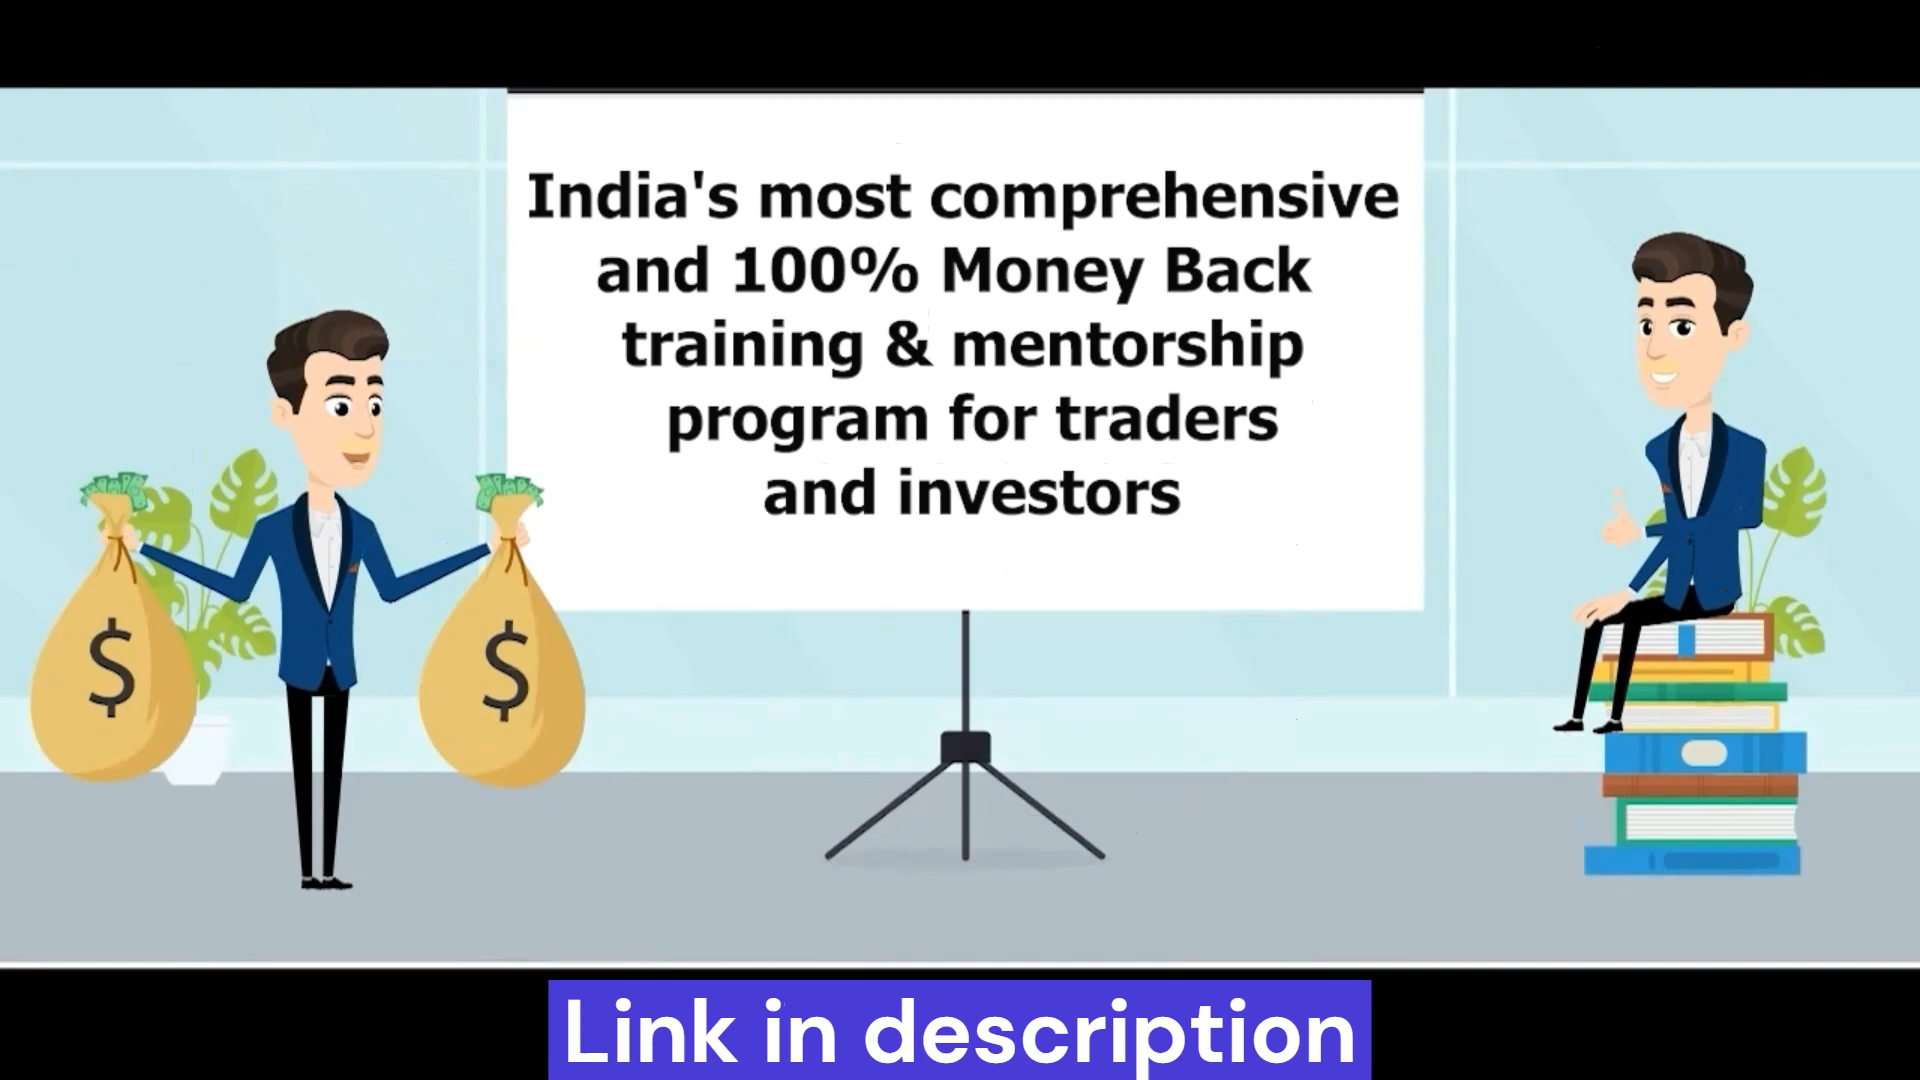 India's most comprehensive
and 100% Money Back
training & mentorship
program for traders
and investors
$
$
Link in description